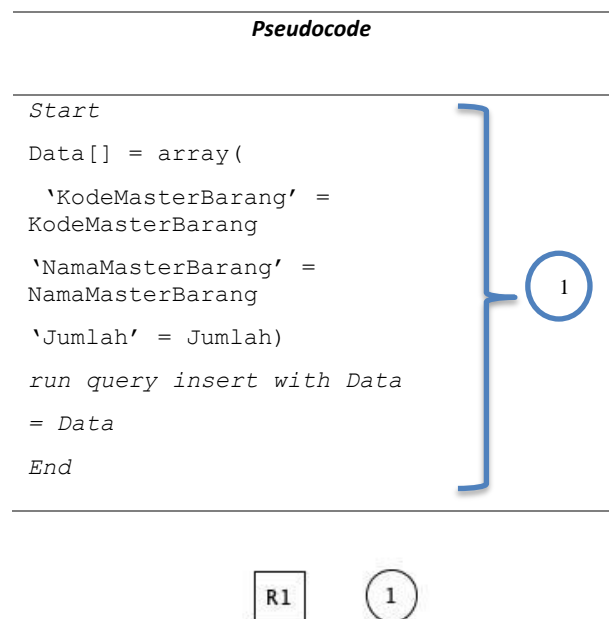 Pseudocode
Start
Data[] = array(
‘KodeMasterBarang’ =
KodeMasterBarang
‘NamaMasterBarang’ =
NamaMasterBarang
‘Jumlah’ = Jumlah)
run query insert with Data
= Data
End
1
R1 1